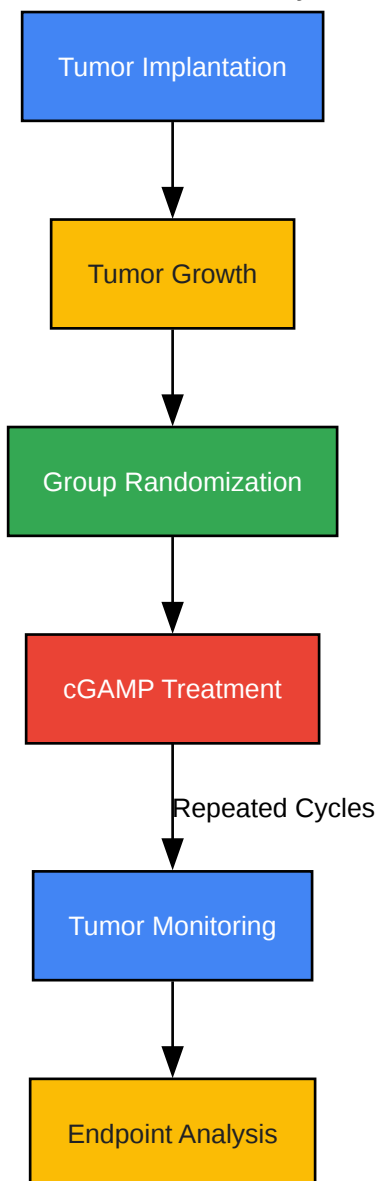 Tumor Implantation
Tumor Growth
Group Randomization
cGAMP Treatment
Repeated Cycles
Tumor Monitoring
Endpoint Analysis